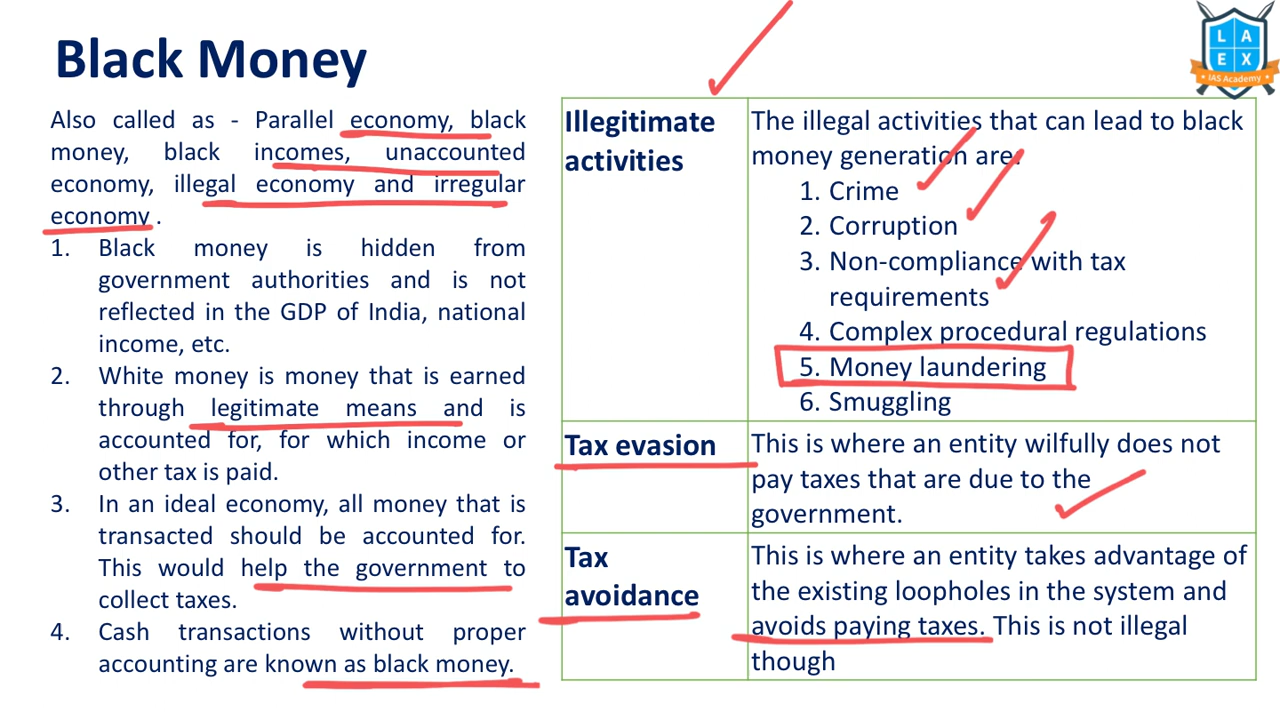 Black Money
Also called as - Parallel economy, black
money, black incomes, unaccounted
economy, illegal economy and irregular
economy .
1. Black money is hidden from
government authorities and is not
reflected in the GDP of India, national
income, etc.
2. White money is money that is earned
through legitimate means and is
accounted for, for which income or
other tax is paid.
3. In an ideal economy, all money that is
transacted should be accounted for.
This would help the government to
collect taxes.
4. Cash transactions without proper
accounting are known as black money.
Illegitimate
activities
The illegal activities that can lead to black
money generation are:
1. Crime
2. Corruption
3. Non-compliance with tax
requirements
4. Complex procedural regulations
5. Money laundering
6. Smuggling
Tax evasion
This is where an entity wilfully does not
pay taxes that are due to the
government.
Tax
avoidance
This is where an entity takes advantage of
the existing loopholes in the system and
avoids paying taxes. This is not illegal
though
L A
E X
IAS Academy